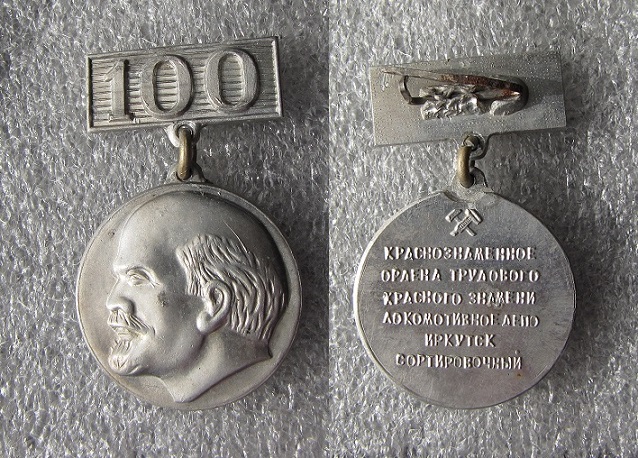 100
КРАСНОЗНАМЕННОЕ
ОРДЕНА ТРУДОВОГО
КРАСНОГО ЗНАМЕНИ
ЛОКОМОТИВНОЕ ДЕПО
ИРКУТСК
СОРТИРОВОЧНЫЙ